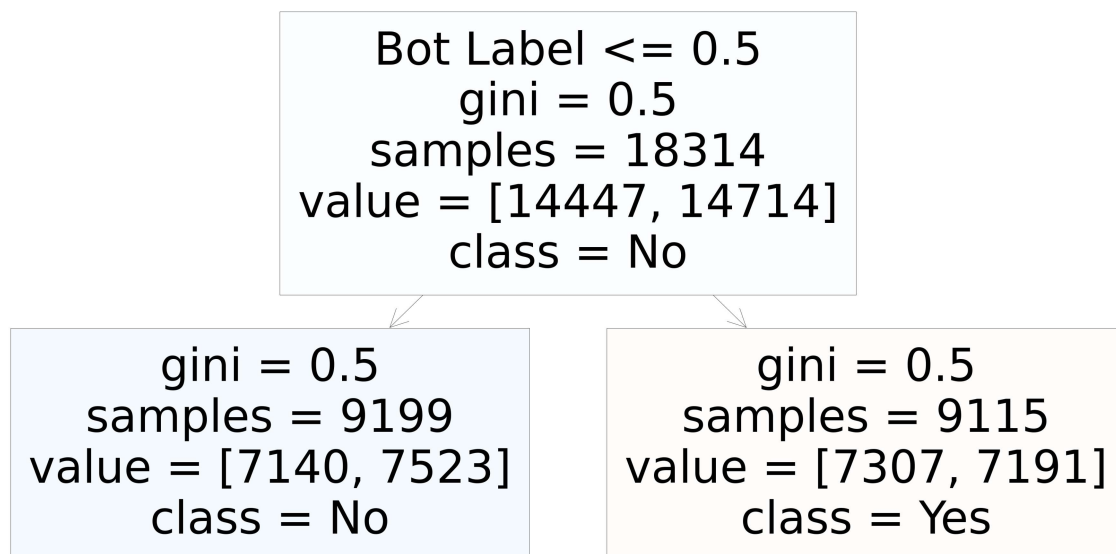 Bot Label <= 0.5
gini = 0.5
samples = 18314
value = [14447, 14714]
class = No
gini = 0.5
samples = 9199
value = [7140, 7523]
class = No
gini = 0.5
samples = 9115
value = [7307, 7191]
class = Yes